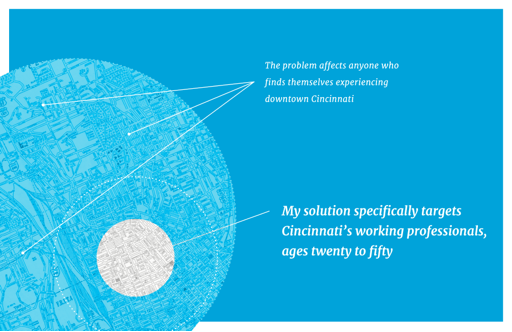 The problem affects anyone who
finds themselves experiencing
downtown Cincinnati
My solution specifically targets
Cincinnati's working professionals,
ages twenty to fifty